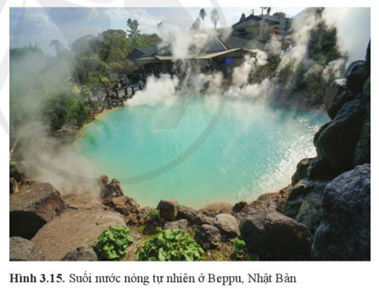 Hình 3.15. Suối nước nóng tự nhiên ở Beppu, Nhật Bản